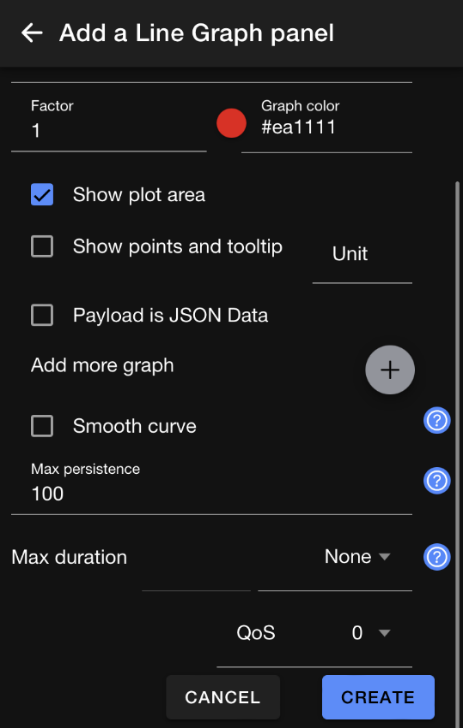 Add a Line Graph panel
Factor
1
Graph color
#ea1111
Show plot area
Show points and tooltip
Unit
Payload is JSON Data
Add more graph
+
Smooth curve
?
Max persistence
100
?
Max duration
None
?
QoS
0
CANCEL
CREATE